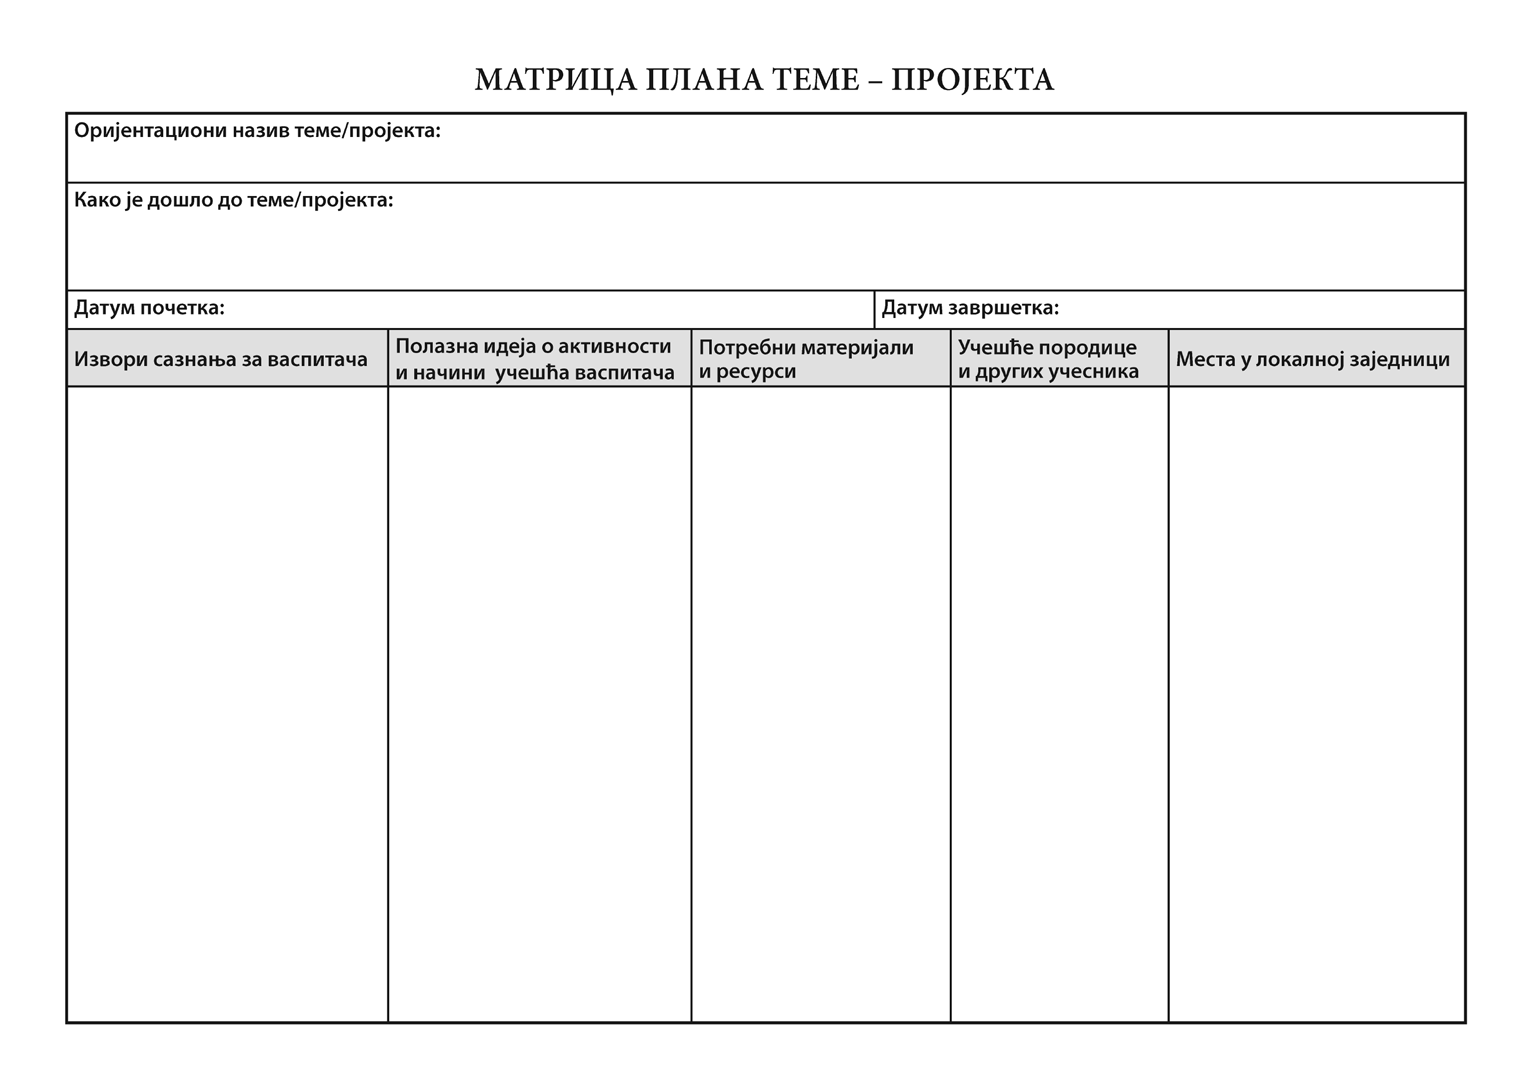 МАТРИЦА ПЛАНА ТЕМЕ – ПРОЈЕКТА
Оријентациони назив теме/пројекта:
Како је дошло до теме/пројекта:
Датум почетка:
Датум завршетка:
Извори сазнања за васпитача
Полазна идеја о активности
и начини  учешћа васпитача
Потребни материјали
и ресурси
Учешће породице
и других учесника
Места у локалној заједници